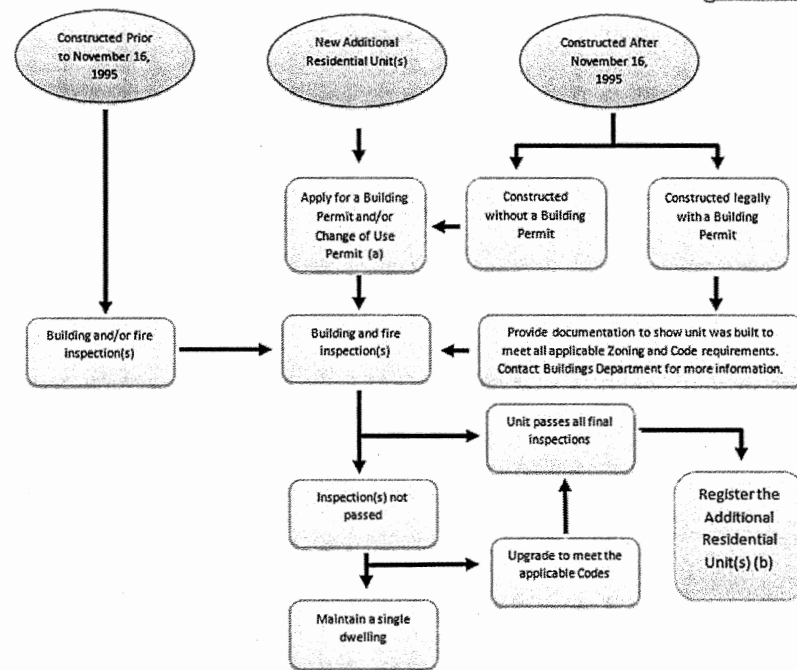 Constructed Prior
to November 16,
1995
New Additional
Residential Unit(s)
Constructed After
November 16,
1995
Apply for a Building
Permit and/or
Change of Use
Permit (a)
Constructed
without a Building
Permit
Constructed legally
with a Building
Permit
Building and/or fire
inspection(s)
Building and fire
inspection(s)
Provide documentation to show unit was built to
meet all applicable Zoning and Code requirements.
Contact Buildings Department for more information.
Unit passes all final
inspections
Inspection(s) not
passed
Register the
Additional
Residential
Unit(s) (b)
Upgrade to meet the
applicable Codes
Maintain a single
dwelling